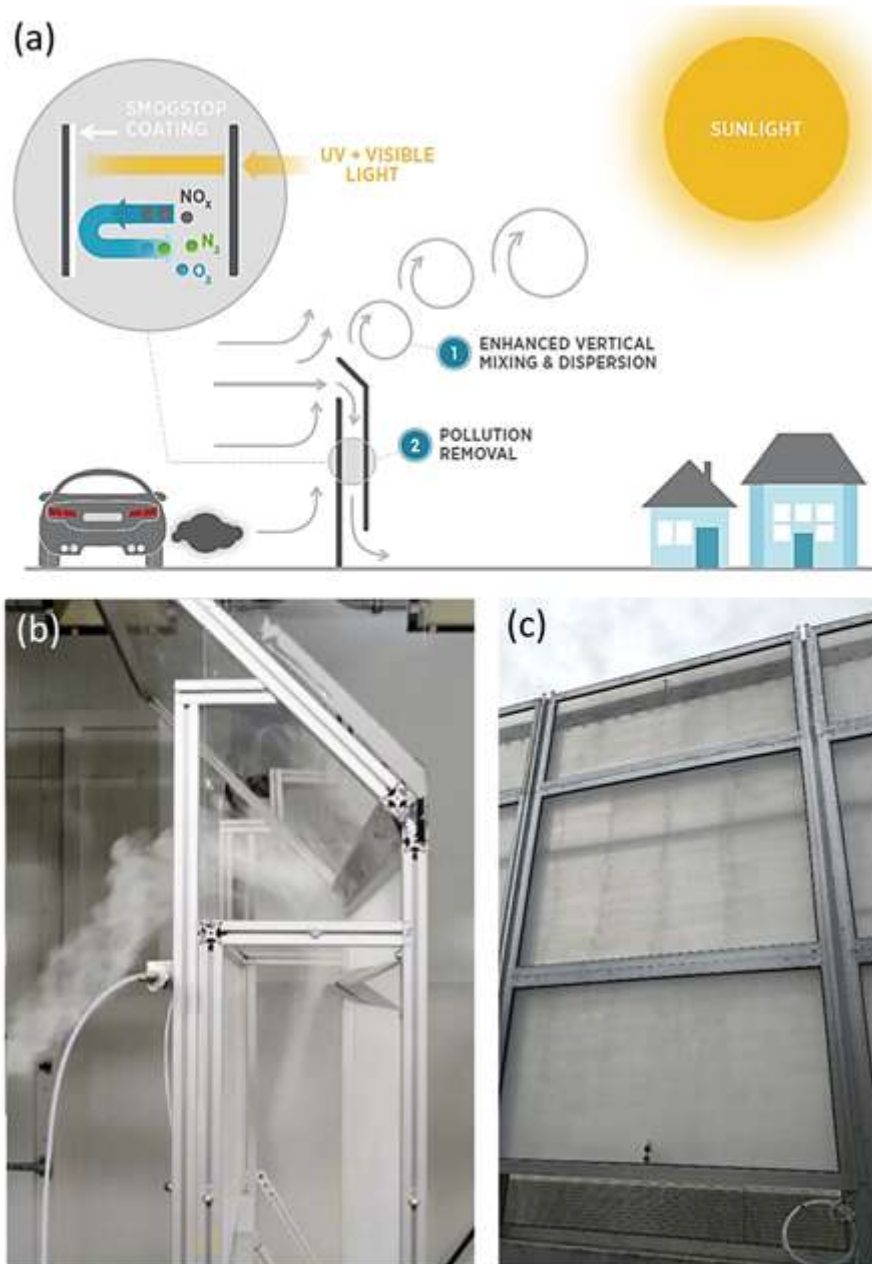 (a)
SMOGSTOP
COATING
SUNLIGHT
UV + VISIBLE
LIGHT
NOₓ
N₂
O₂
1 ENHANCED VERTICAL
MIXING & DISPERSION
2 POLLUTION
REMOVAL
(b)
(c)